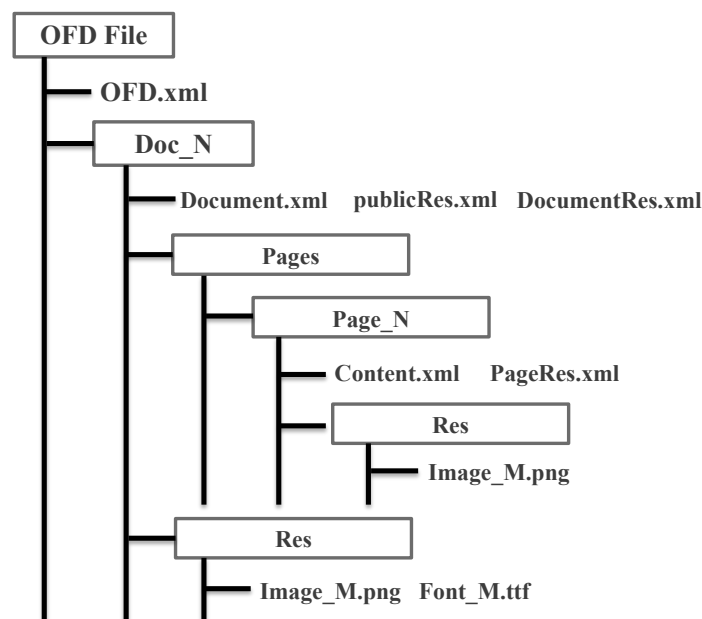 OFD File
OFD.xml
Doc_N
Document.xml publicRes.xml DocumentRes.xml
Pages
Page_N
Content.xml PageRes.xml
Res
Image_M.png
Res
Image_M.png Font_M.ttf